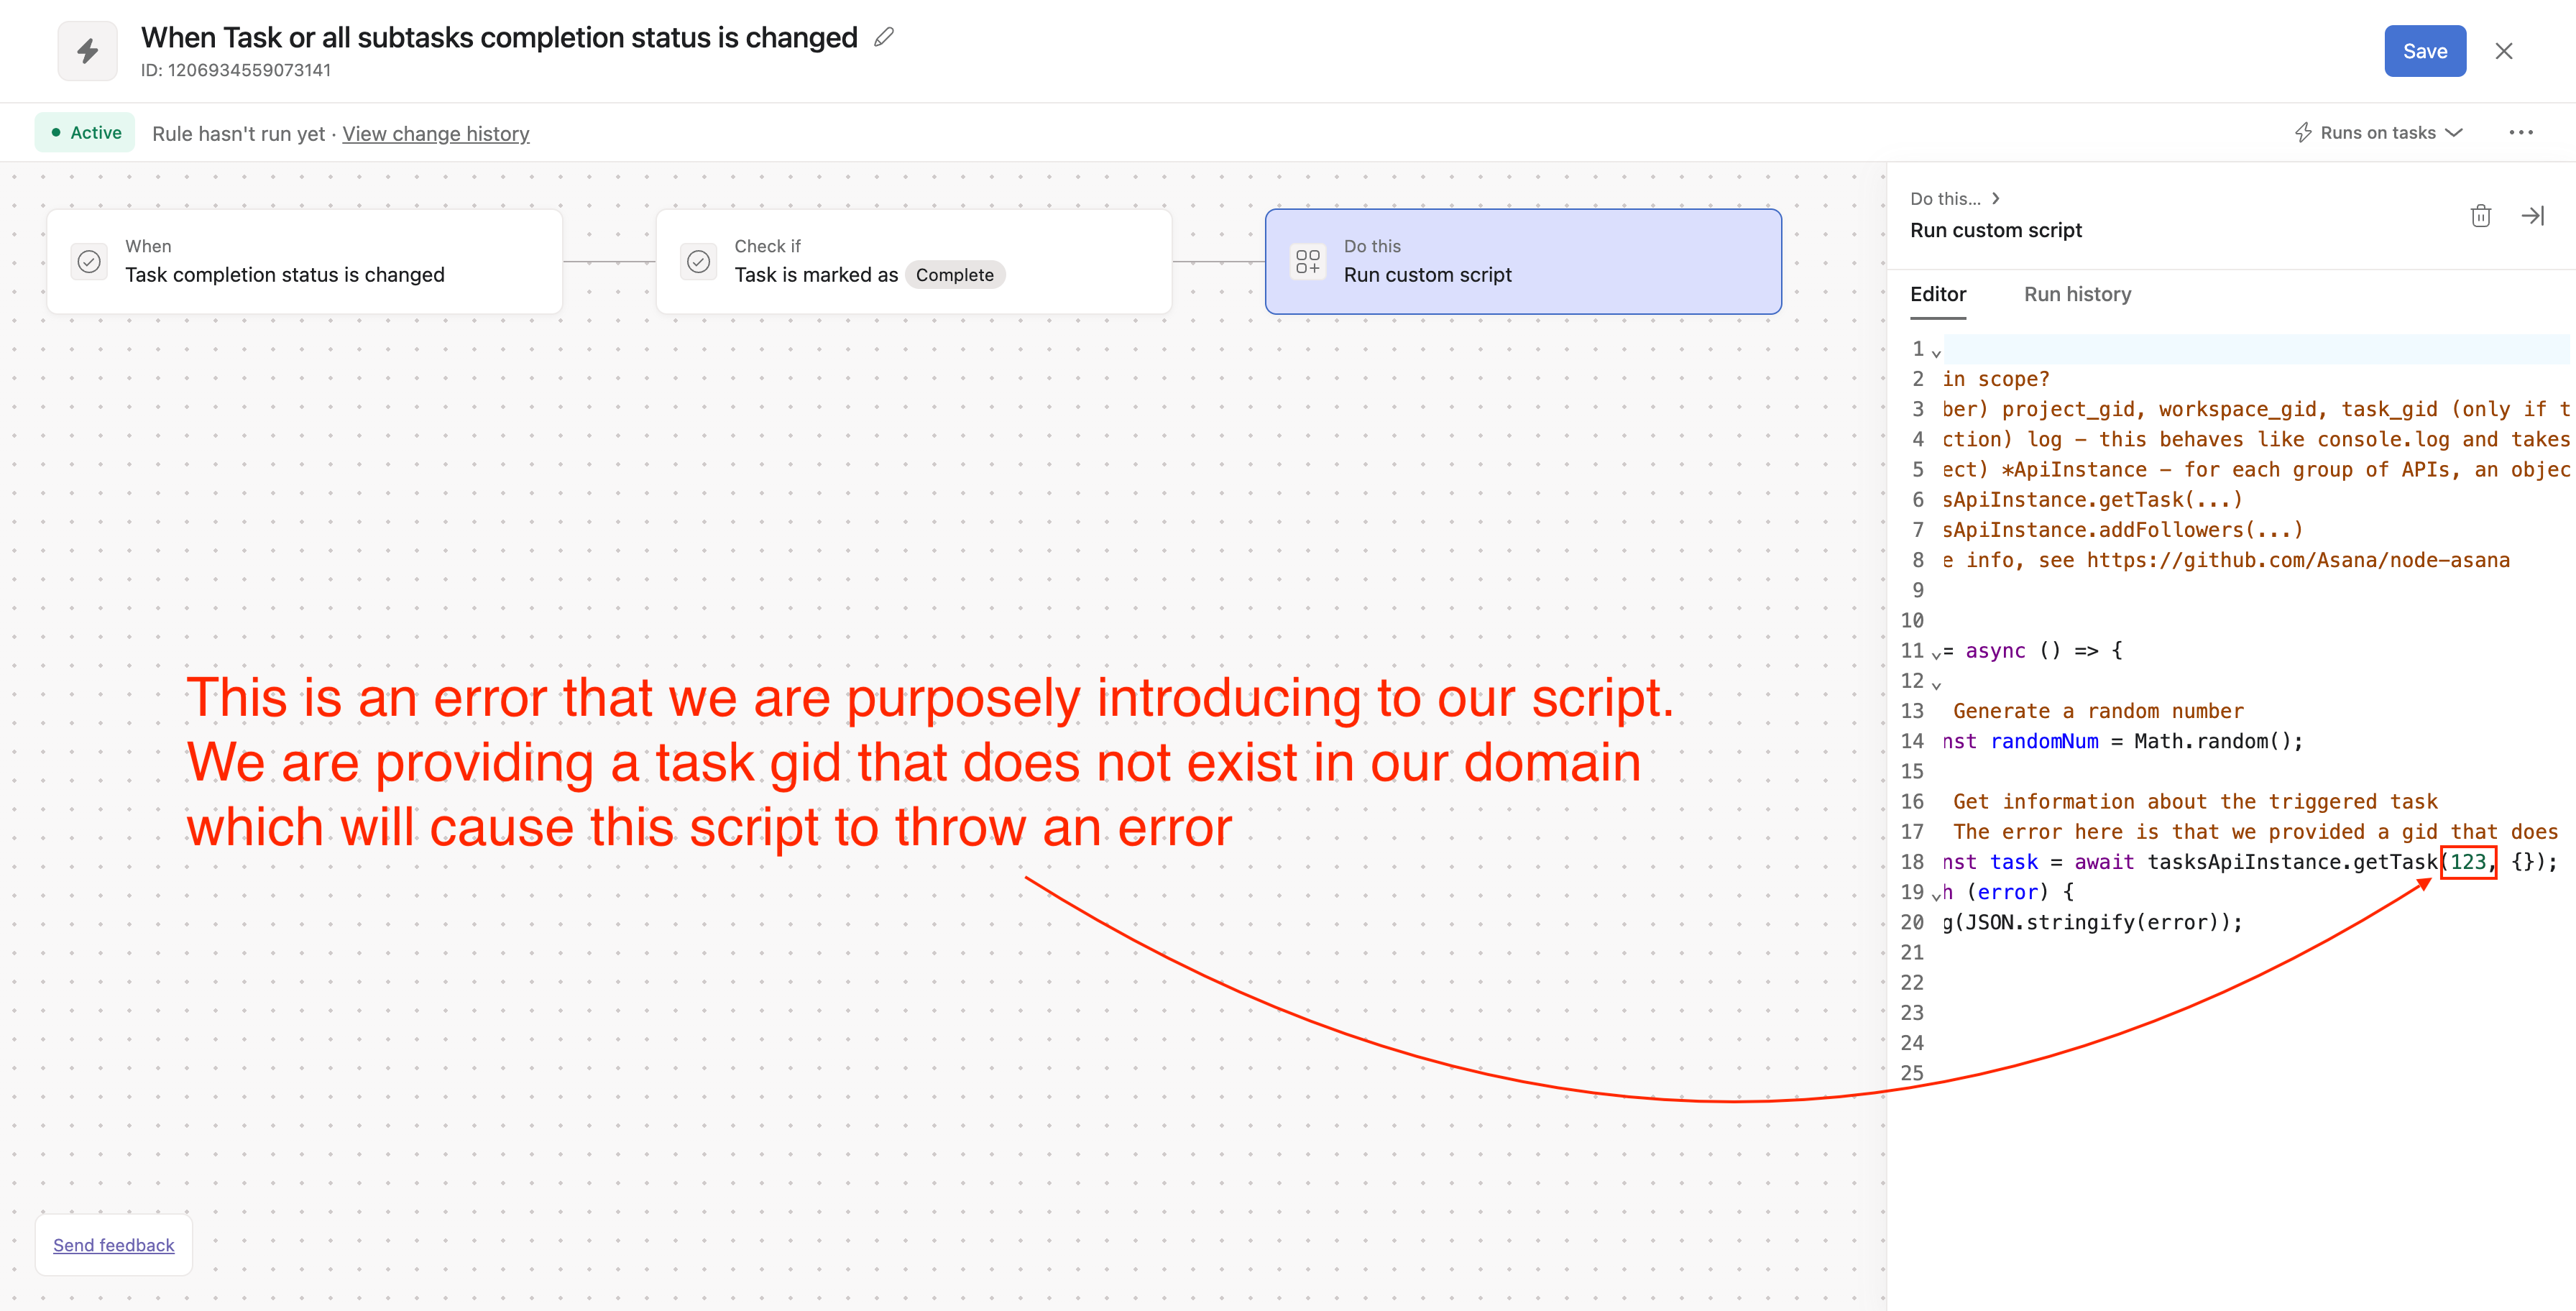 When Task or all subtasks completion status is changed
ID: 1206934559073141
Save
Active
Rule hasn't run yet · View change history
Runs on tasks
When
Task completion status is changed
Check if
Task is marked as Complete
Do this
Run custom script
Do this...
Run custom script
Editor
Run history
1
2 in scope?
3 ber) project_gid, workspace_gid, task_gid (only if t
4 ction) log - this behaves like console.log and takes
5 ect) *ApiInstance - for each group of APIs, an objec
6 sApiInstance.getTask(...)
7 sApiInstance.addFollowers(...)
8 e info, see https://github.com/Asana/node-asana
9
10
11 = async () => {
12
13 Generate a random number
14 nst randomNum = Math.random();
15
16 Get information about the triggered task
17 The error here is that we provided a gid that does
18 nst task = await tasksApiInstance.getTask(123, {});
19 h (error) {
20 g(JSON.stringify(error));
21
22
23
24
25
This is an error that we are purposely introducing to our script.
We are providing a task gid that does not exist in our domain
which will cause this script to throw an error
Send feedback